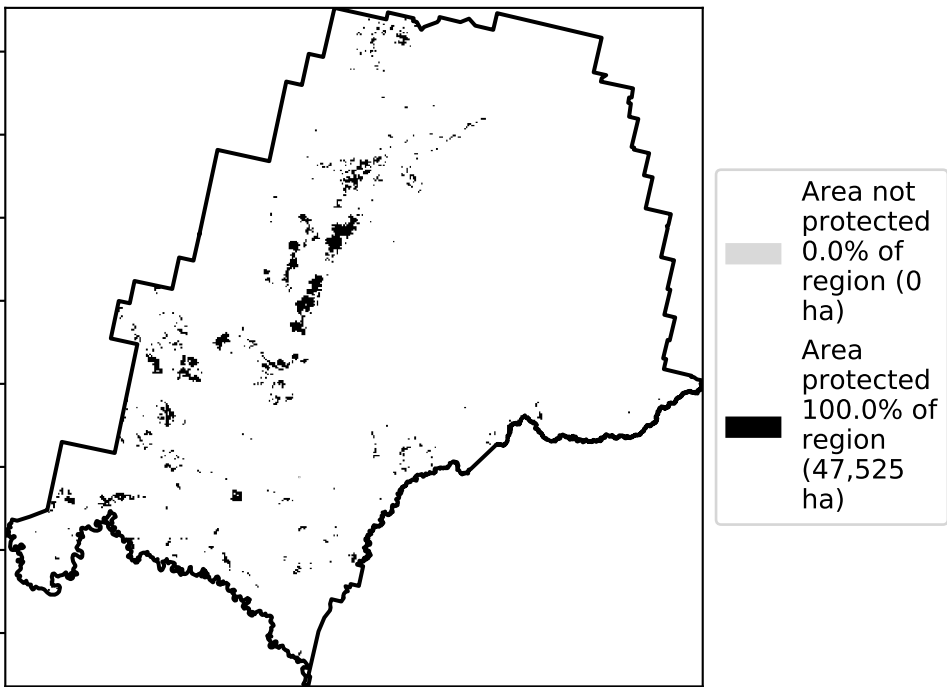 Area not
protected
0.0% of
region (0
ha)
Area
protected
100.0% of
region
(47,525
ha)